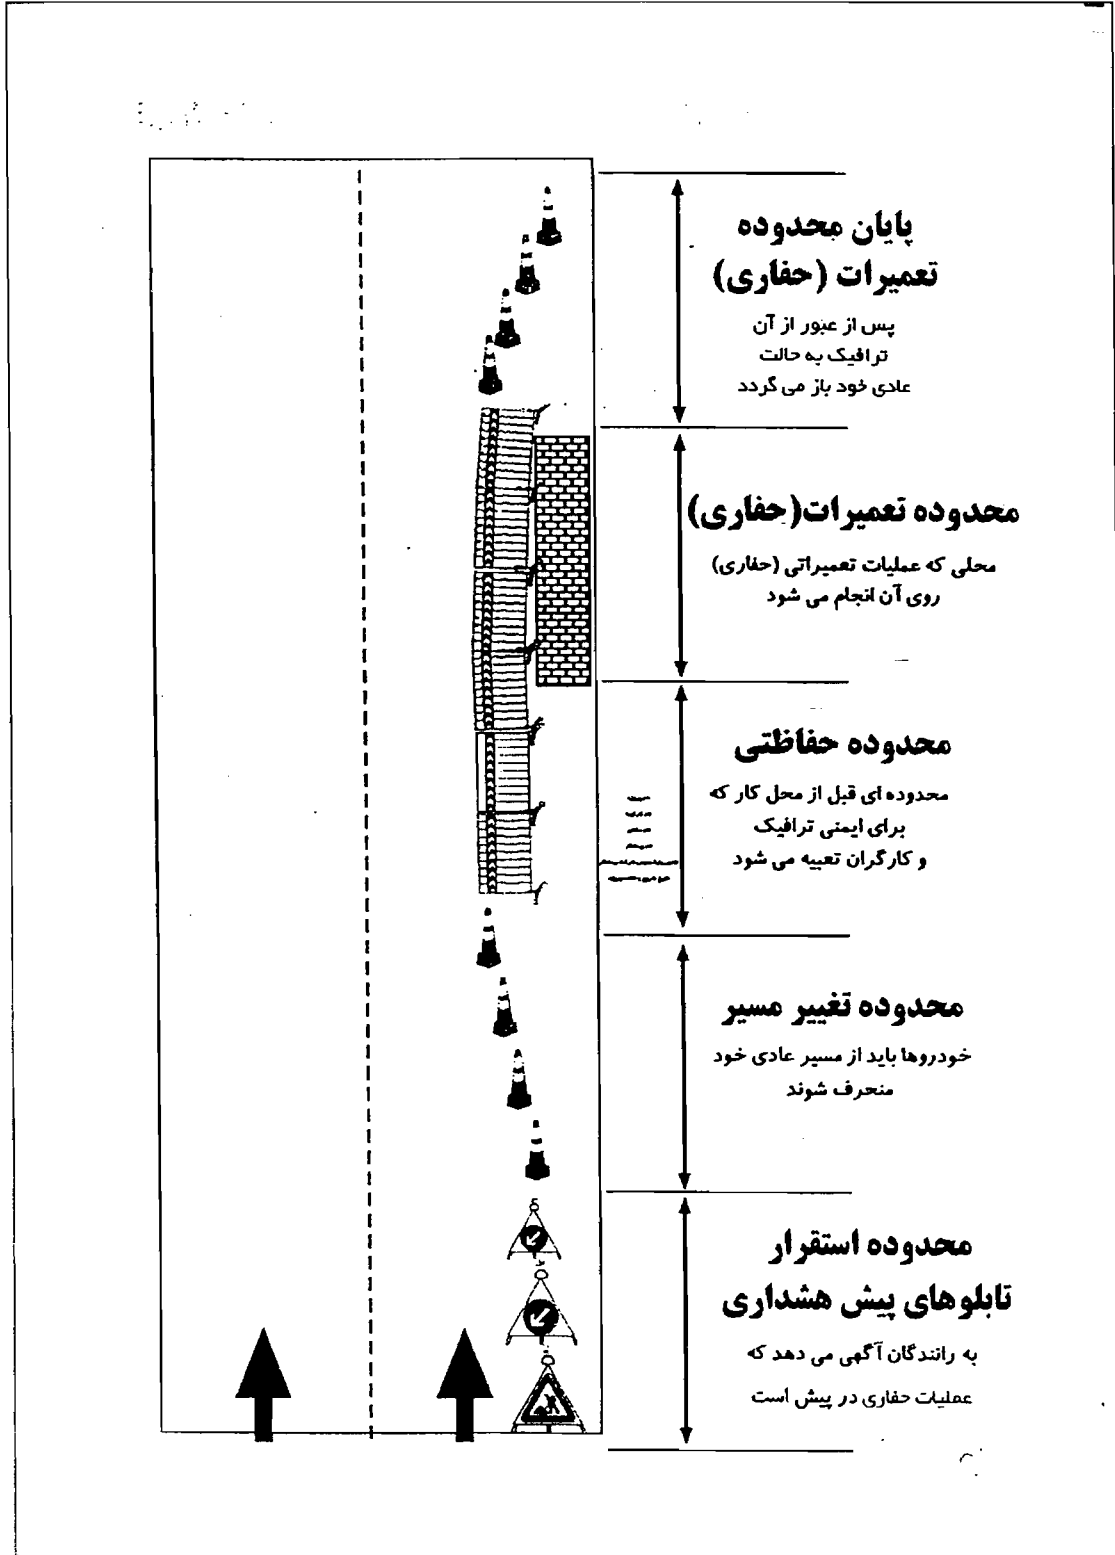 پایان محدوده
تعمیرات (حفاری)
پس از عبور از آن
ترافیک به حالت
عادی خود باز می گردد
محدوده تعمیرات(حفاری)
محلی که عملیات تعمیراتی (حفاری)
روی آن انجام می شود
محدوده حفاظتی
محدوده ای قبل از محل کار که
برای ایمنی ترافیک
و کارگران تعبیه می شود
محدوده تغییر مسیر
خودروها باید از مسیر عادی خود
منحرف شوند
محدوده استقرار
تابلوهای پیش هشداری
به رانندگان آگهی می دهد که
عملیات حفاری در پیش است